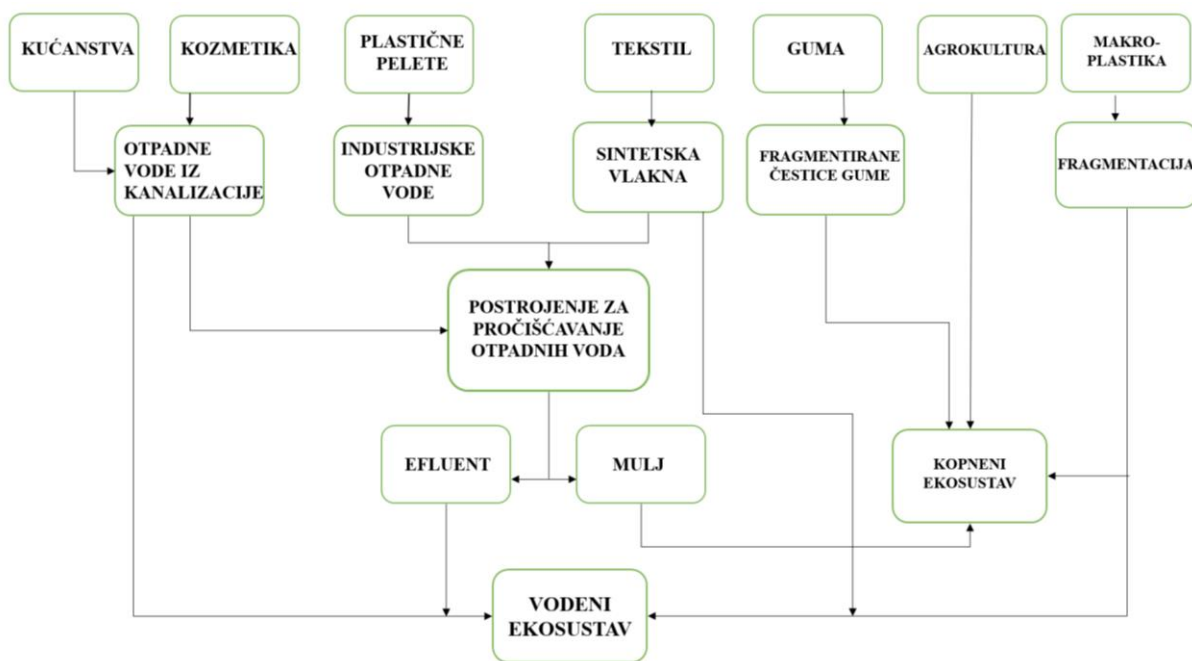 KUĆANSTVA
KOZMETIKA
PLASTIČNE
PELETE
TEKSTIL
GUMA
AGROKULTURA
MAKRO-
PLASTIKA
OTPADNE
VODE IZ
KANALIZACIJE
INDUSTRIJSKE
OTPADNE
VODE
SINTETSKA
VLAKNA
FRAGMENTIRANE
ČESTICE GUME
FRAGMENTACIJA
POSTROJENJE ZA
PROČIŠĆAVANJE
OTPADNIH VODA
EFLUENT
MULJ
KOPNENI
EKOSUSTAV
VODENI
EKOSUSTAV